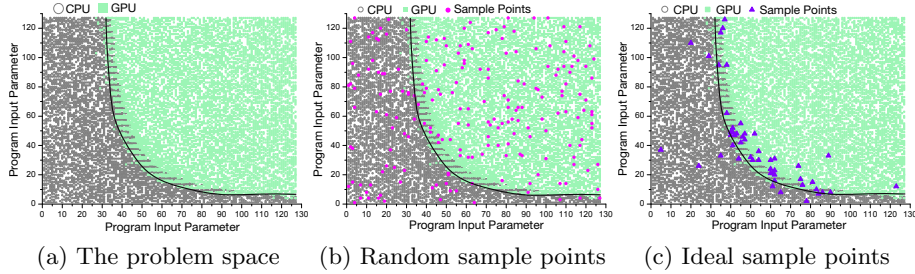 CPU GPU
Program Input Parameter
120
100
80
60
40
20
0
0 10 20 30 40 50 60 70 80 90 100 110 120 130
Program Input Parameter
(a) The problem space
CPU GPU Sample Points
Program Input Parameter
120
100
80
60
40
20
0
0 10 20 30 40 50 60 70 80 90 100 110 120 130
Program Input Parameter
(b) Random sample points
CPU GPU Sample Points
Program Input Parameter
120
100
80
60
40
20
0
0 10 20 30 40 50 60 70 80 90 100 110 120 130
Program Input Parameter
(c) Ideal sample points